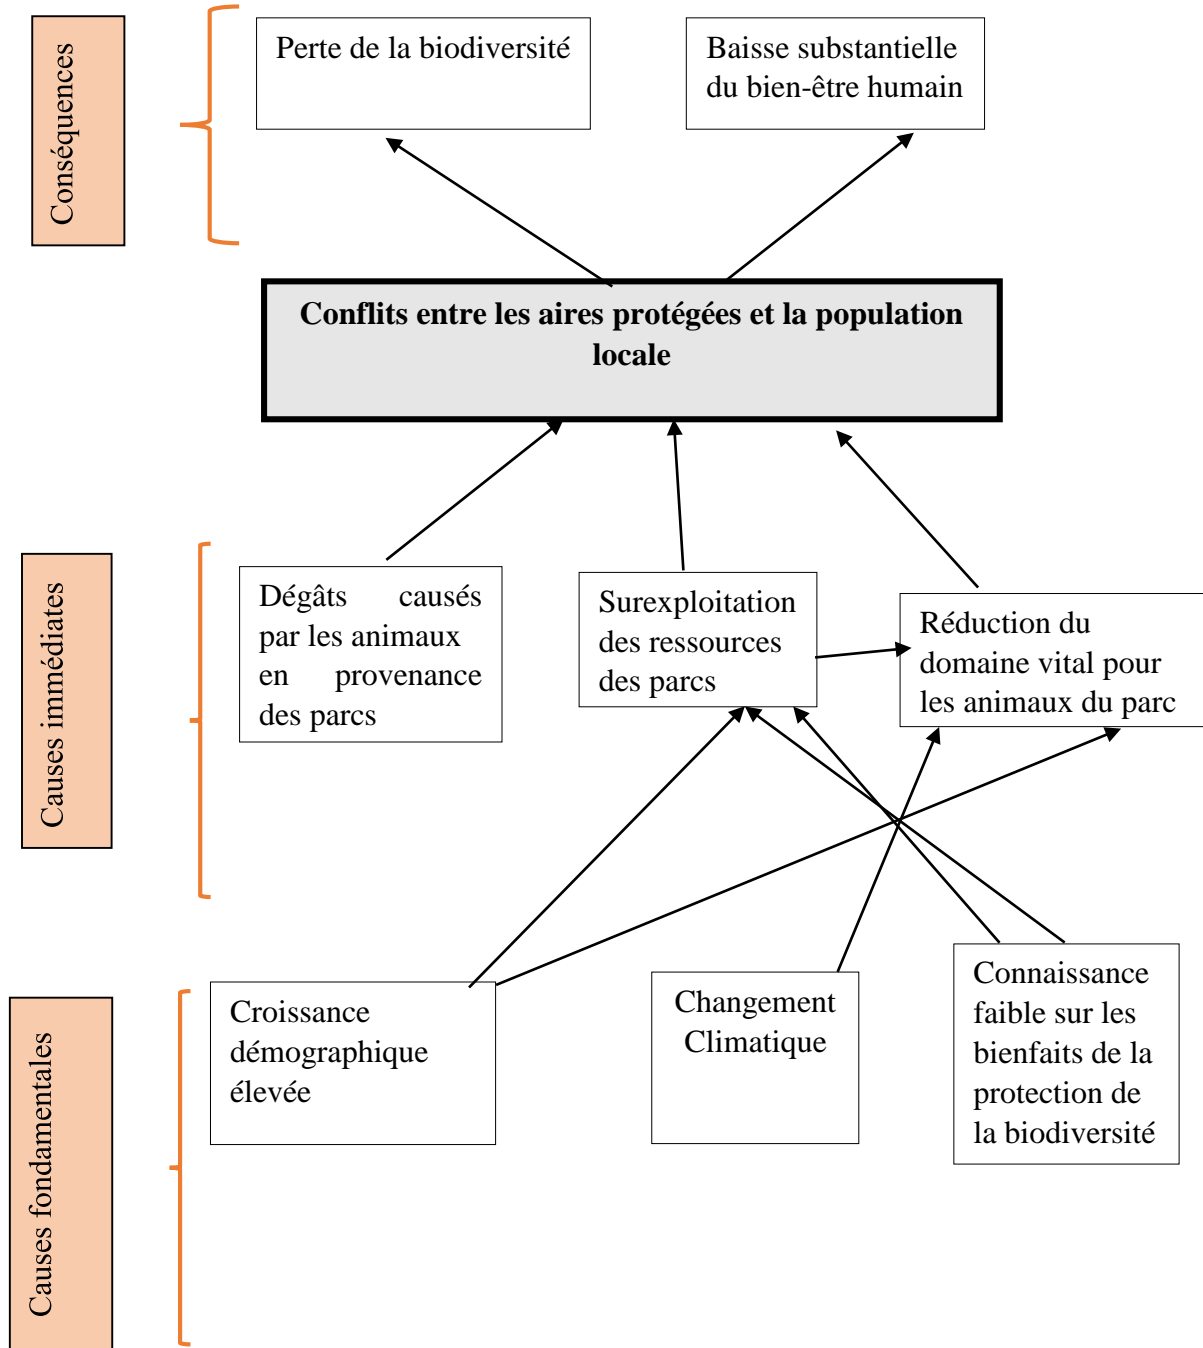 Conséquences
Perte de la biodiversité
Baisse substantielle
du bien-être humain
Conflits entre les aires protégées et la population
locale
Causes immédiates
Dégâts causés
par les animaux
en provenance
des parcs
Surexploitation
des ressources
des parcs
Réduction du
domaine vital pour
les animaux du parc
Causes fondamentales
Croissance
démographique
élevée
Changement
Climatique
Connaissance
faible sur les
bienfaits de la
protection de
la biodiversité